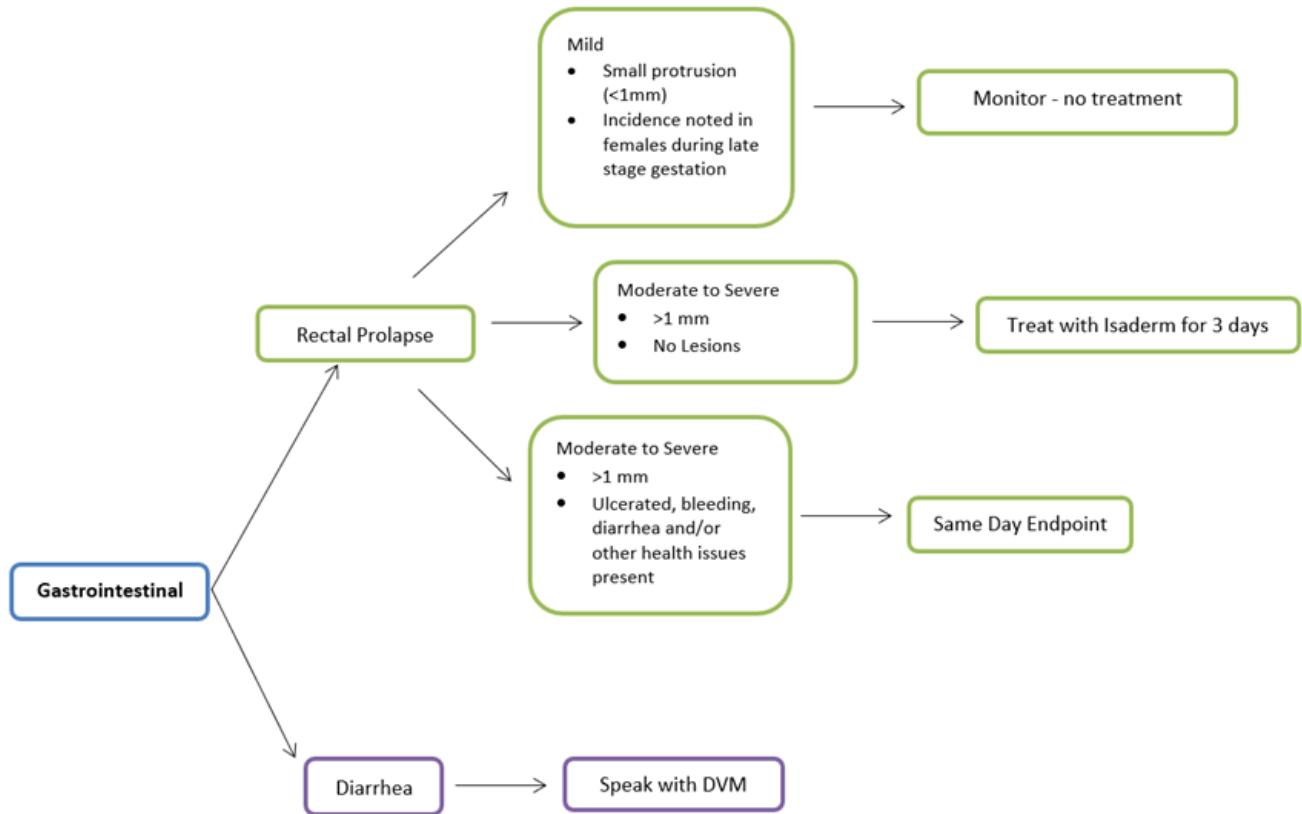 Mild
• Small protrusion
(<1mm)
• Incidence noted in
females during late
stage gestation
Monitor - no treatment
Rectal Prolapse
Moderate to Severe
• >1 mm
• No Lesions
Treat with Isaderm for 3 days
Moderate to Severe
• >1 mm
• Ulcerated, bleeding,
diarrhea and/or
other health issues
present
Same Day Endpoint
Gastrointestinal
Diarrhea
Speak with DVM